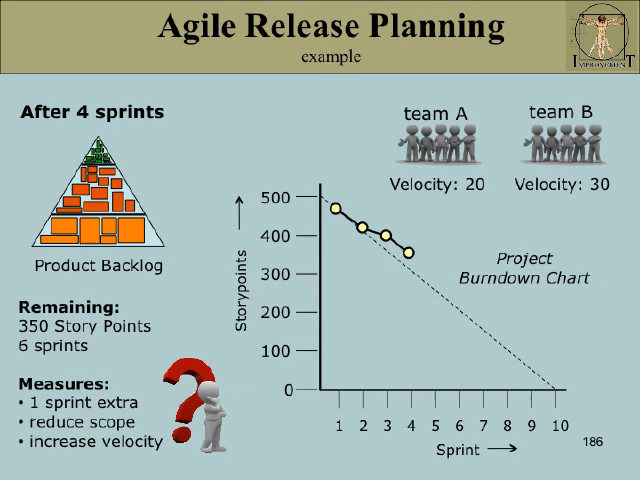 Agile Release Planning
example
IMPROVEMENT
After 4 sprints
team A
team B
Velocity: 20
Velocity: 30
Product Backlog
Remaining:
350 Story Points
6 sprints
Measures:
• 1 sprint extra
• reduce scope
• increase velocity
Storypoints
500
400
300
200
100
0
Project
Burndown Chart
1 2 3 4 5 6 7 8 9 10
Sprint
186